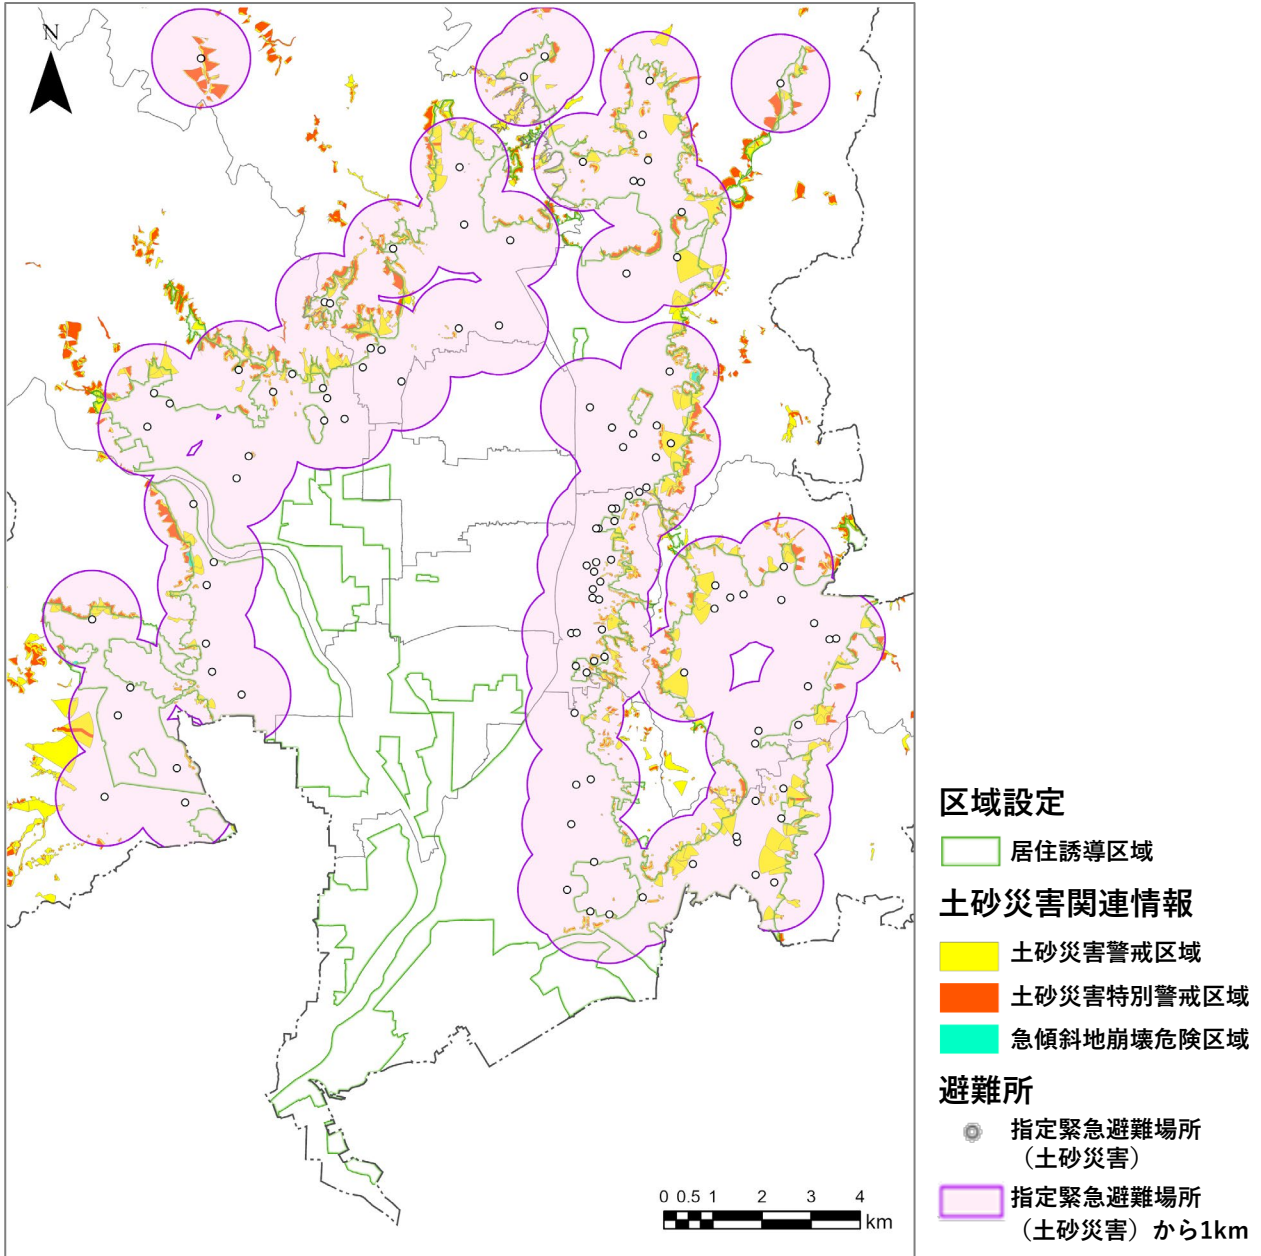 N
区域設定
居住誘導区域
土砂災害関連情報
土砂災害警戒区域
土砂災害特別警戒区域
急傾斜地崩壊危険区域
避難所
指定緊急避難場所
（土砂災害）
指定緊急避難場所
（土砂災害）から1km
0 0.5 1 2 3 4
km